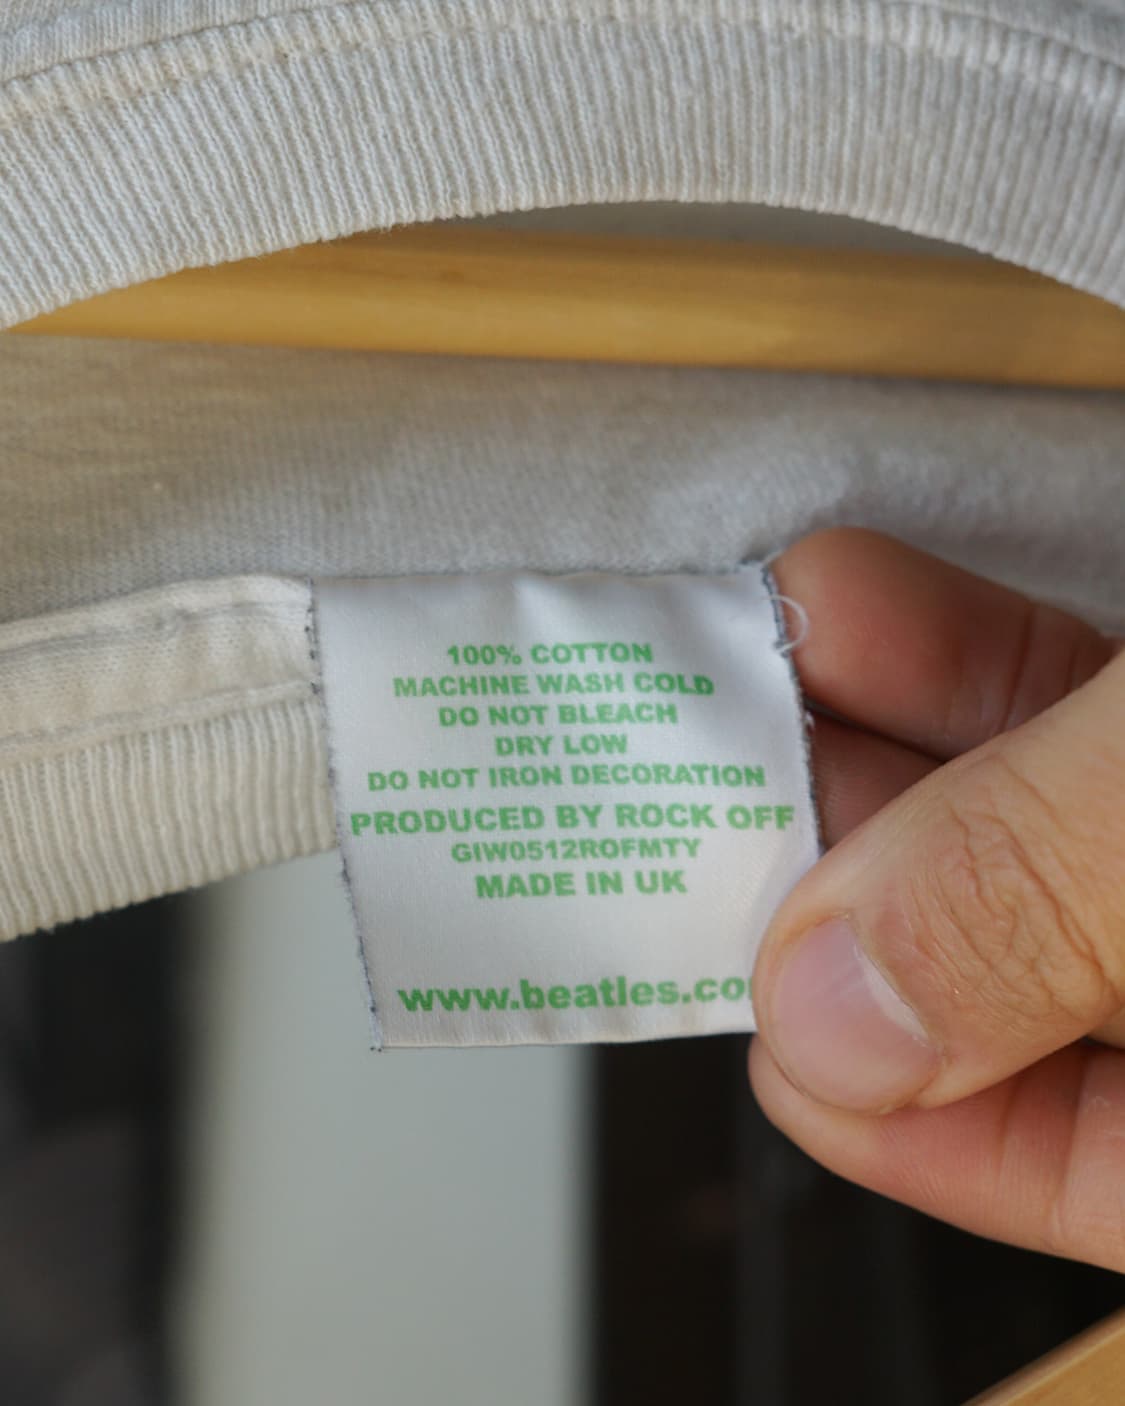 100% COTTON
MACHINE WASH COLD
DO NOT BLEACH
DRY LOW
DO NOT IRON DECORATION
PRODUCED BY ROCK OFF
GIW0512ROFMTY
MADE IN UK
www.beatles.co